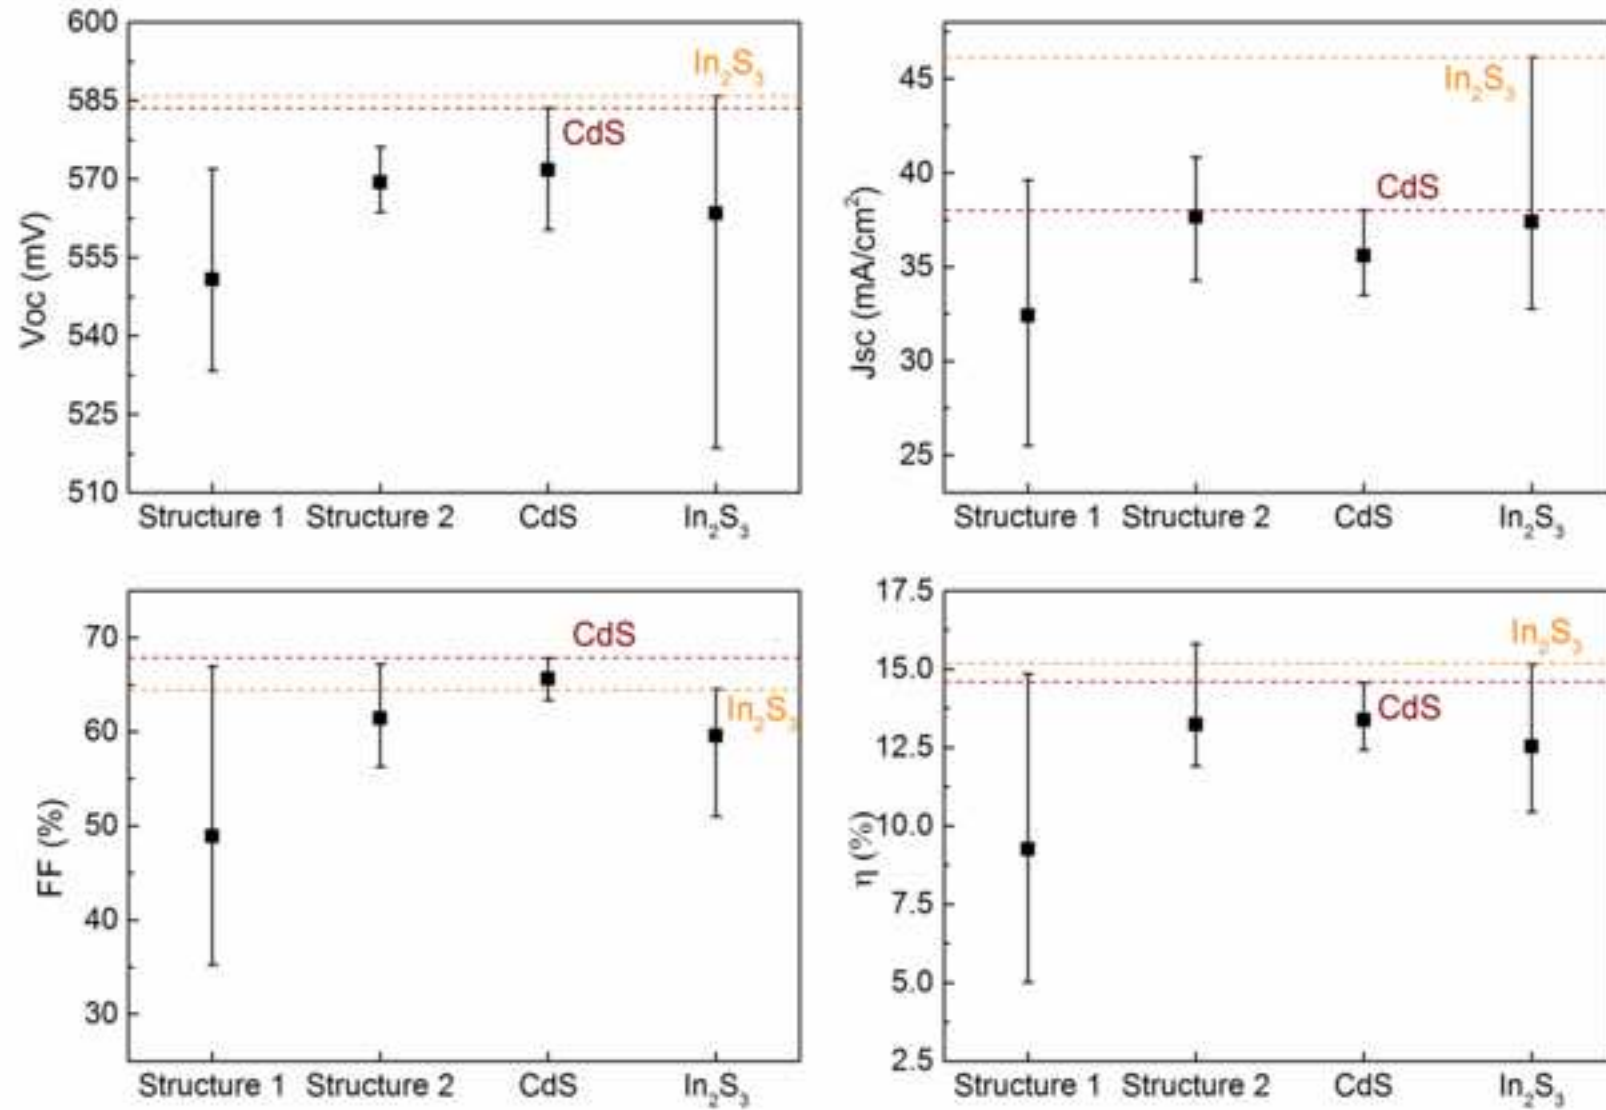 600
585
570
555
540
525
510
Voc (mV)
In₂S₃
CdS
Structure 1 Structure 2 CdS In₂S₃
45
40
35
30
25
Jsc (mA/cm²)
In₂S₃
CdS
Structure 1 Structure 2 CdS In₂S₃
70
60
50
40
30
FF (%)
CdS
In₂S₃
Structure 1 Structure 2 CdS In₂S₃
17.5
15.0
12.5
10.0
7.5
5.0
2.5
η (%)
In₂S₃
CdS
Structure 1 Structure 2 CdS In₂S₃